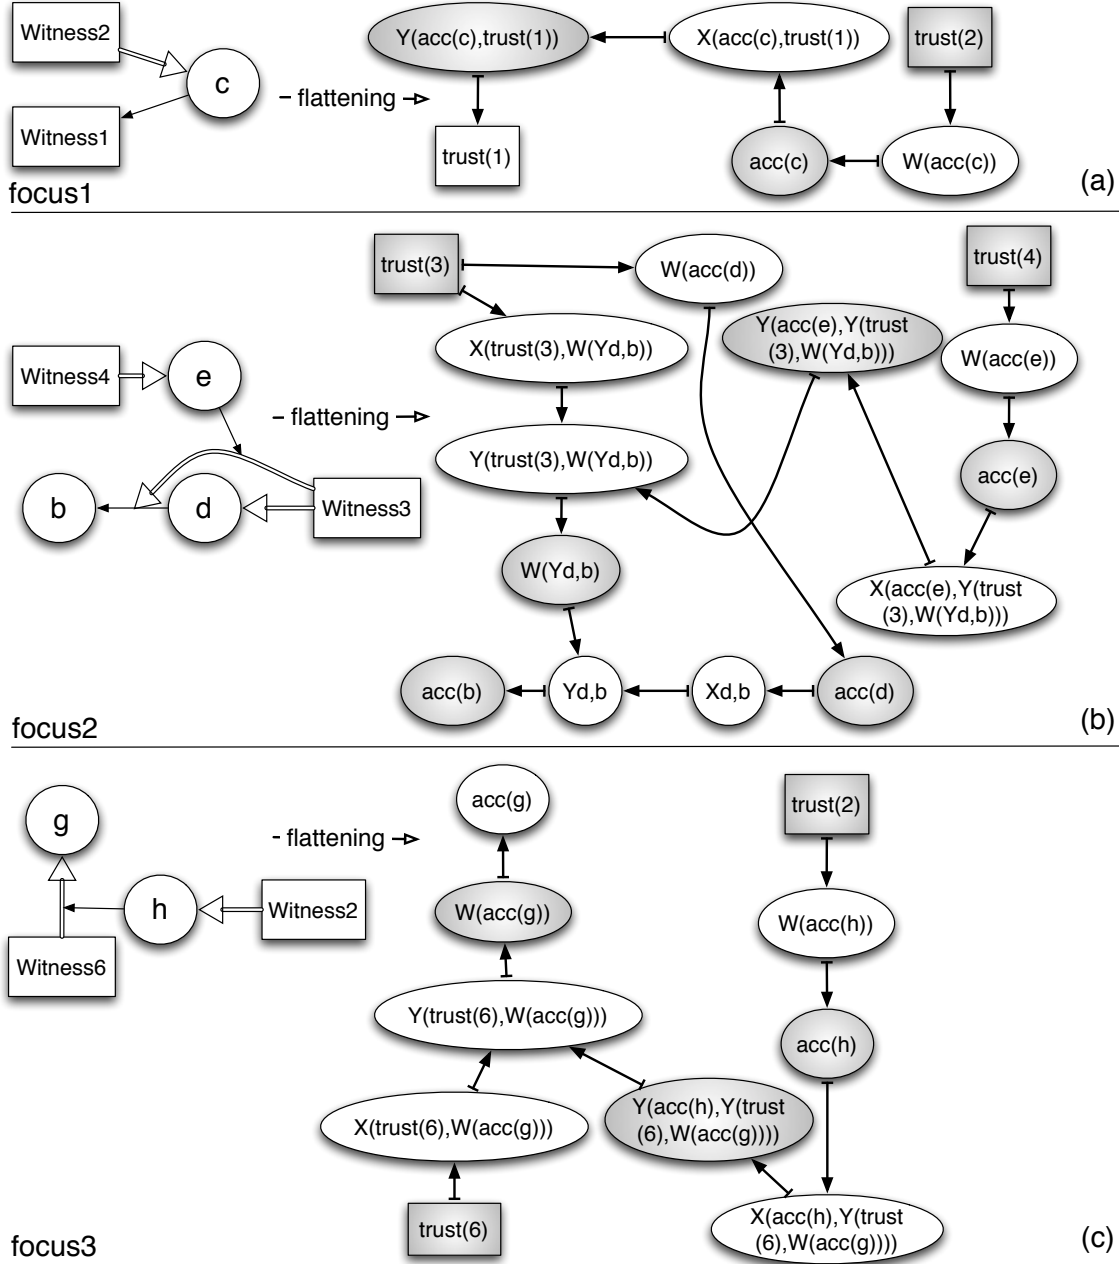 Witness2
c
Witness1
focus1
– flattening
Y(acc(c),trust(1))
X(acc(c),trust(1))
trust(2)
trust(1)
acc(c)
W(acc(c))
(a)
Witness4
e
b
d
Witness3
focus2
– flattening
trust(3)
W(acc(d))
trust(4)
X(trust(3),W(Yd,b))
Y(acc(e),Y(trust
(3),W(Yd,b)))
W(acc(e))
Y(trust(3),W(Yd,b))
acc(e)
W(Yd,b)
X(acc(e),Y(trust
(3),W(Yd,b)))
acc(b)
Yd,b
Xd,b
acc(d)
(b)
g
h
Witness2
Witness6
focus3
- flattening
acc(g)
trust(2)
W(acc(g))
W(acc(h))
Y(trust(6),W(acc(g)))
acc(h)
X(trust(6),W(acc(g)))
Y(acc(h),Y(trust
(6),W(acc(g))))
trust(6)
X(acc(h),Y(trust
(6),W(acc(g))))
(c)